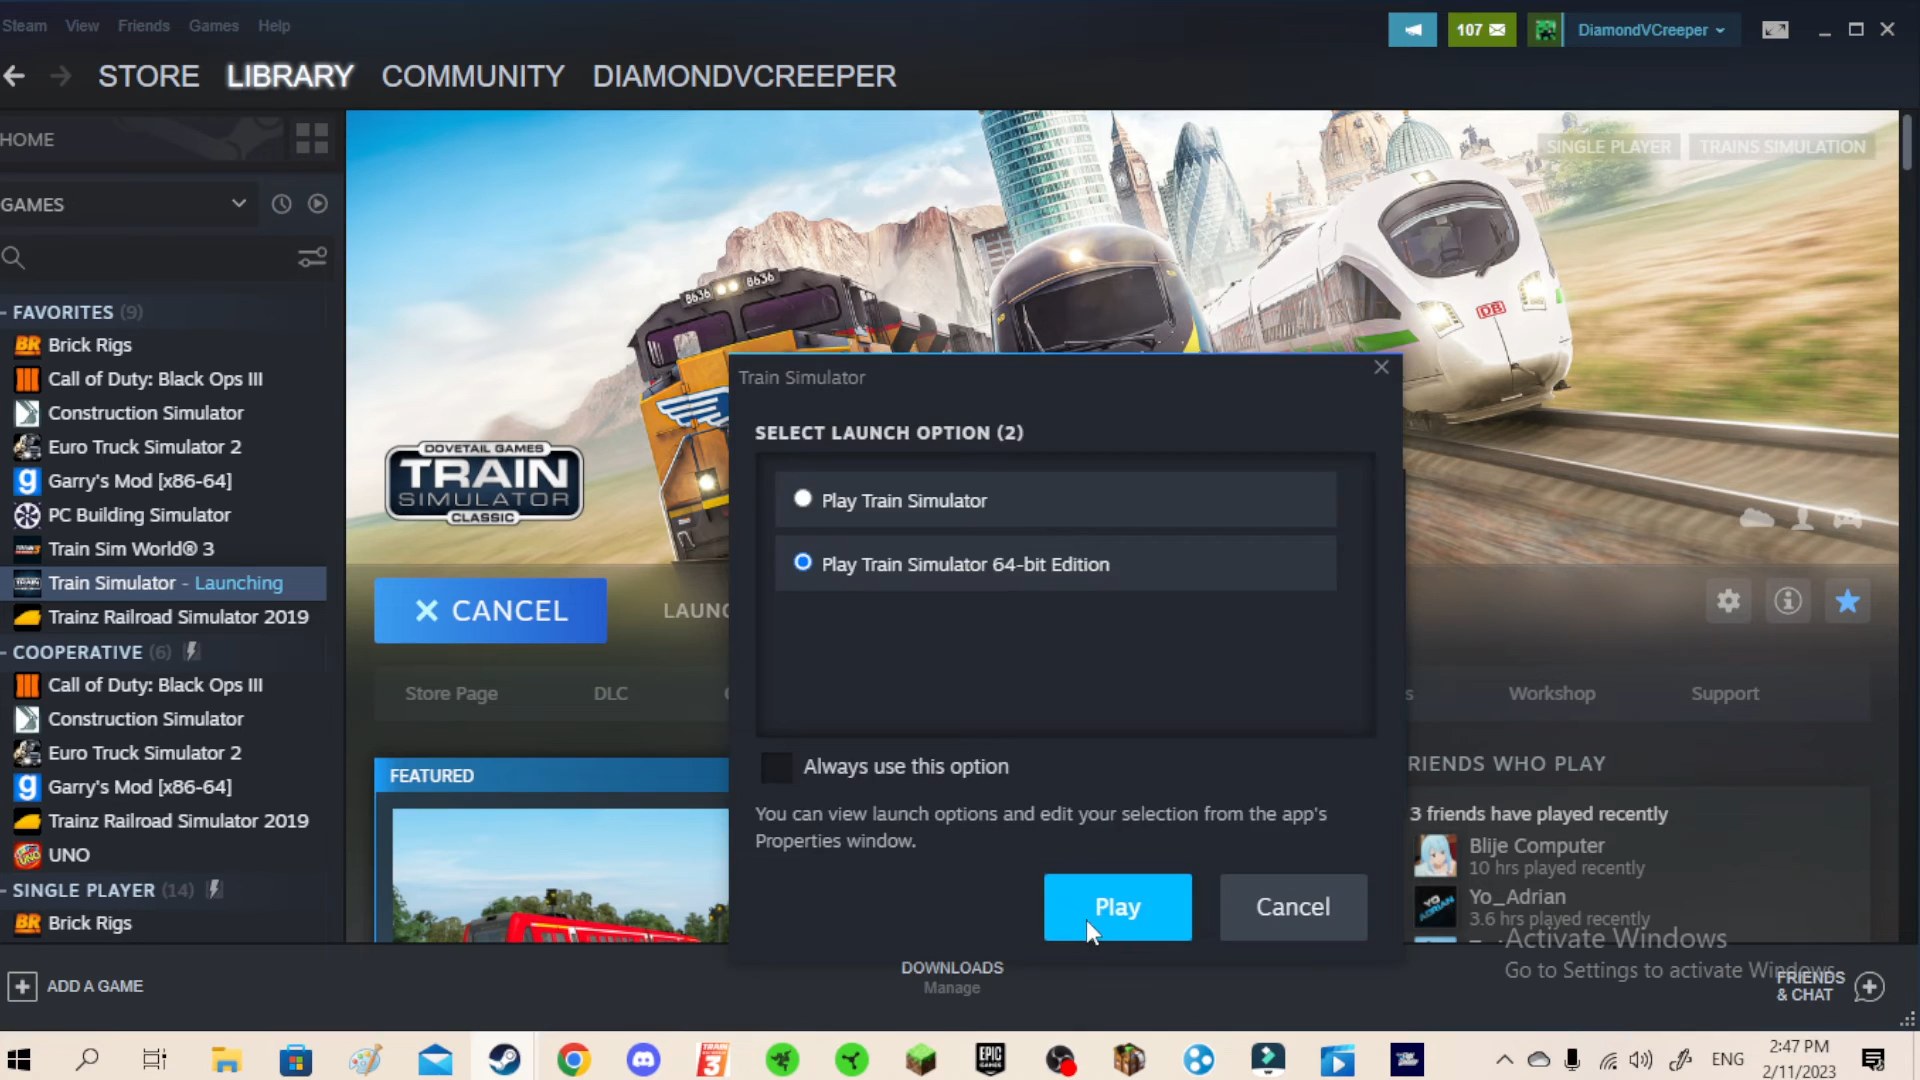 Steam View Friends Games Help
107
DiamondVCreeper
STORE LIBRARY COMMUNITY DIAMONDVCREEPER
HOME
GAMES
- FAVORITES (9)
Brick Rigs
Call of Duty: Black Ops III
Construction Simulator
Euro Truck Simulator 2
Garry's Mod [x86-64]
PC Building Simulator
Train Sim World® 3
Train Simulator - Launching
Trainz Railroad Simulator 2019
- COOPERATIVE (6)
Call of Duty: Black Ops III
Construction Simulator
Euro Truck Simulator 2
Garry's Mod [x86-64]
Trainz Railroad Simulator 2019
UNO
- SINGLE PLAYER (14)
Brick Rigs
ADD A GAME
SINGLE PLAYER TRAINS SIMULATION
8636 8636
DB
DOVETAIL GAMES
TRAIN
SIMULATOR
CLASSIC
CANCEL
LAUNC
Store Page DLC
Workshop Support
FEATURED
Train Simulator
SELECT LAUNCH OPTION (2)
Play Train Simulator
Play Train Simulator 64-bit Edition
Always use this option
You can view launch options and edit your selection from the app's
Properties window.
Play Cancel
RIENDS WHO PLAY
3 friends have played recently
Blije Computer
10 hrs played recently
Yo_Adrian
3.6 hrs played recently
Activate Windows
Go to Settings to activate Windows.
DOWNLOADS
Manage
FRIENDS
& CHAT
ENG
2:47 PM
2/11/2023